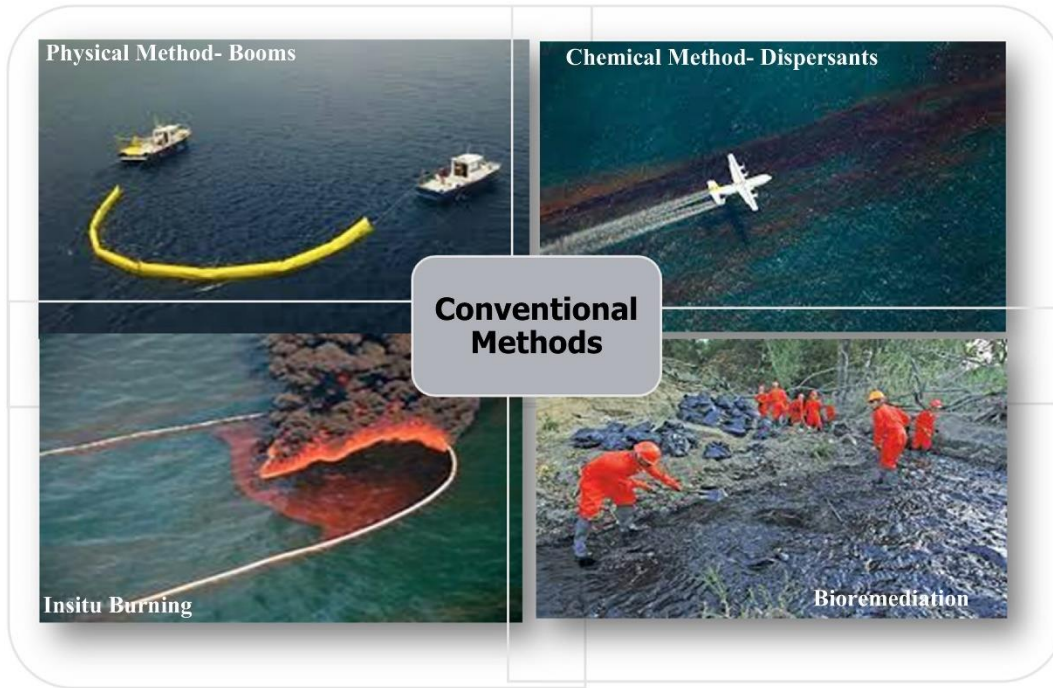 Physical Method- Booms
Chemical Method- Dispersants
Conventional
Methods
Insitu Burning
Bioremediation